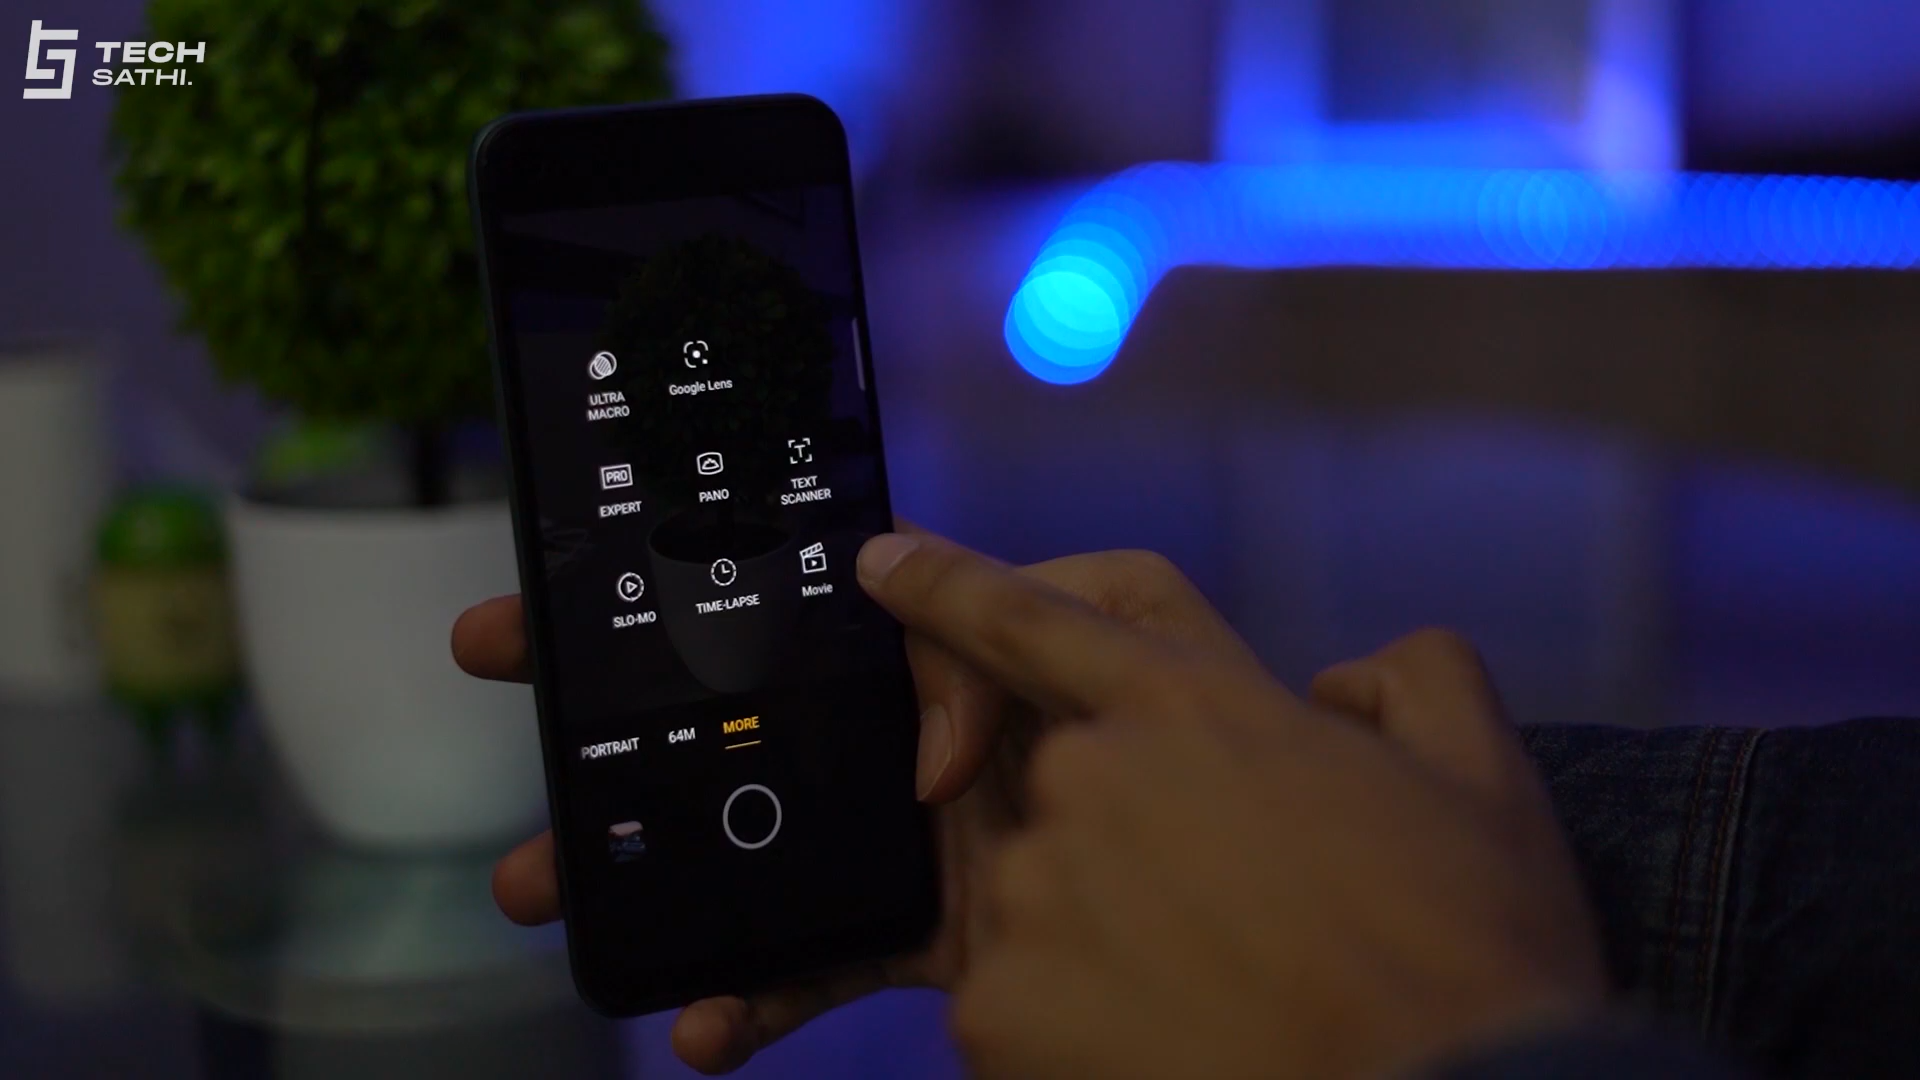 TECH
SATHI.
ULTRA
MACRO
Google Lens
PRO
EXPERT
PANO
T
TEXT
SCANNER
SLO-MO
TIME-LAPSE
Movie
PORTRAIT
64M
MORE